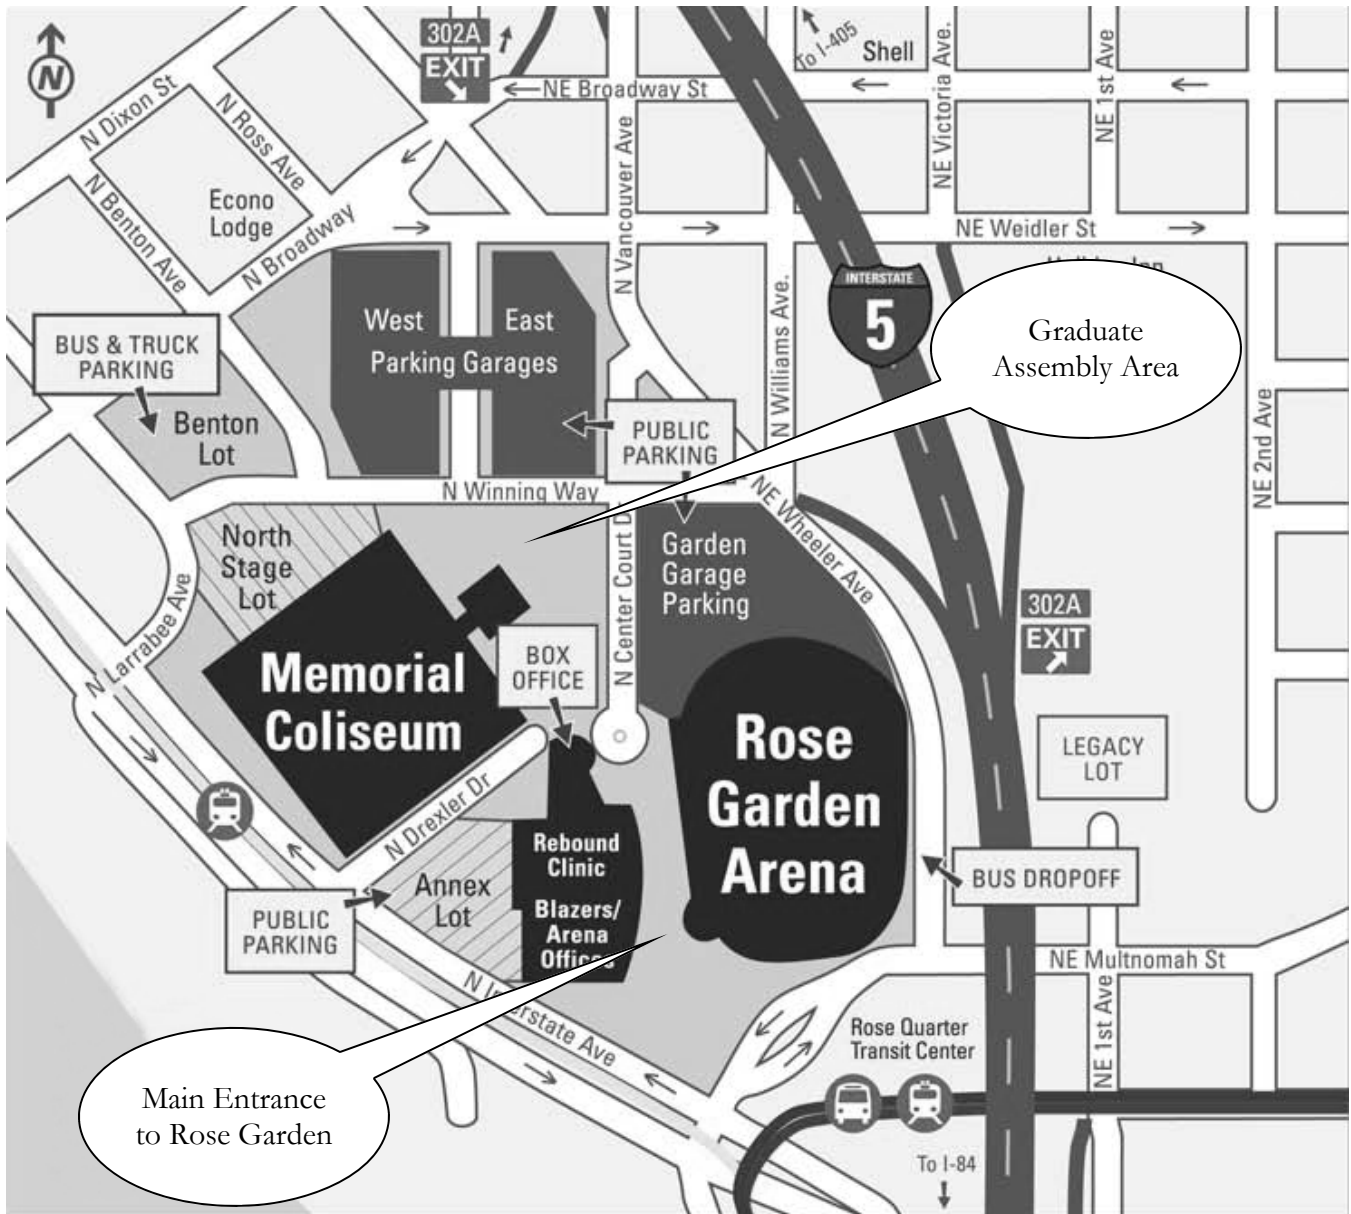 N
302A
EXIT
To I-405
Shell
NE Victoria Ave.
NE 1st Ave
N Dixon St
N Ross Ave
NE Broadway St
N Vancouver Ave
N Benton Ave
Econo
Lodge
N Broadway
NE Weidler St
INTERSTATE
5
Graduate
Assembly Area
BUS & TRUCK
PARKING
West
East
Parking Garages
N Williams Ave.
Benton
Lot
PUBLIC
PARKING
NE 2nd Ave
N Winning Way
NE Wheeler Ave
North
Stage
Lot
N Center Court D
Garden
Garage
Parking
302A
EXIT
N Larrabee Ave
Memorial
Coliseum
BOX
OFFICE
Rose
Garden
Arena
LEGACY
LOT
N Drexler Dr
Rebound
Clinic
Blazers/
Arena
Offices
Annex
Lot
PUBLIC
PARKING
BUS DROPOFF
NE Multnomah St
N Interstate Ave
NE 1st Ave
Rose Quarter
Transit Center
Main Entrance
to Rose Garden
To I-84